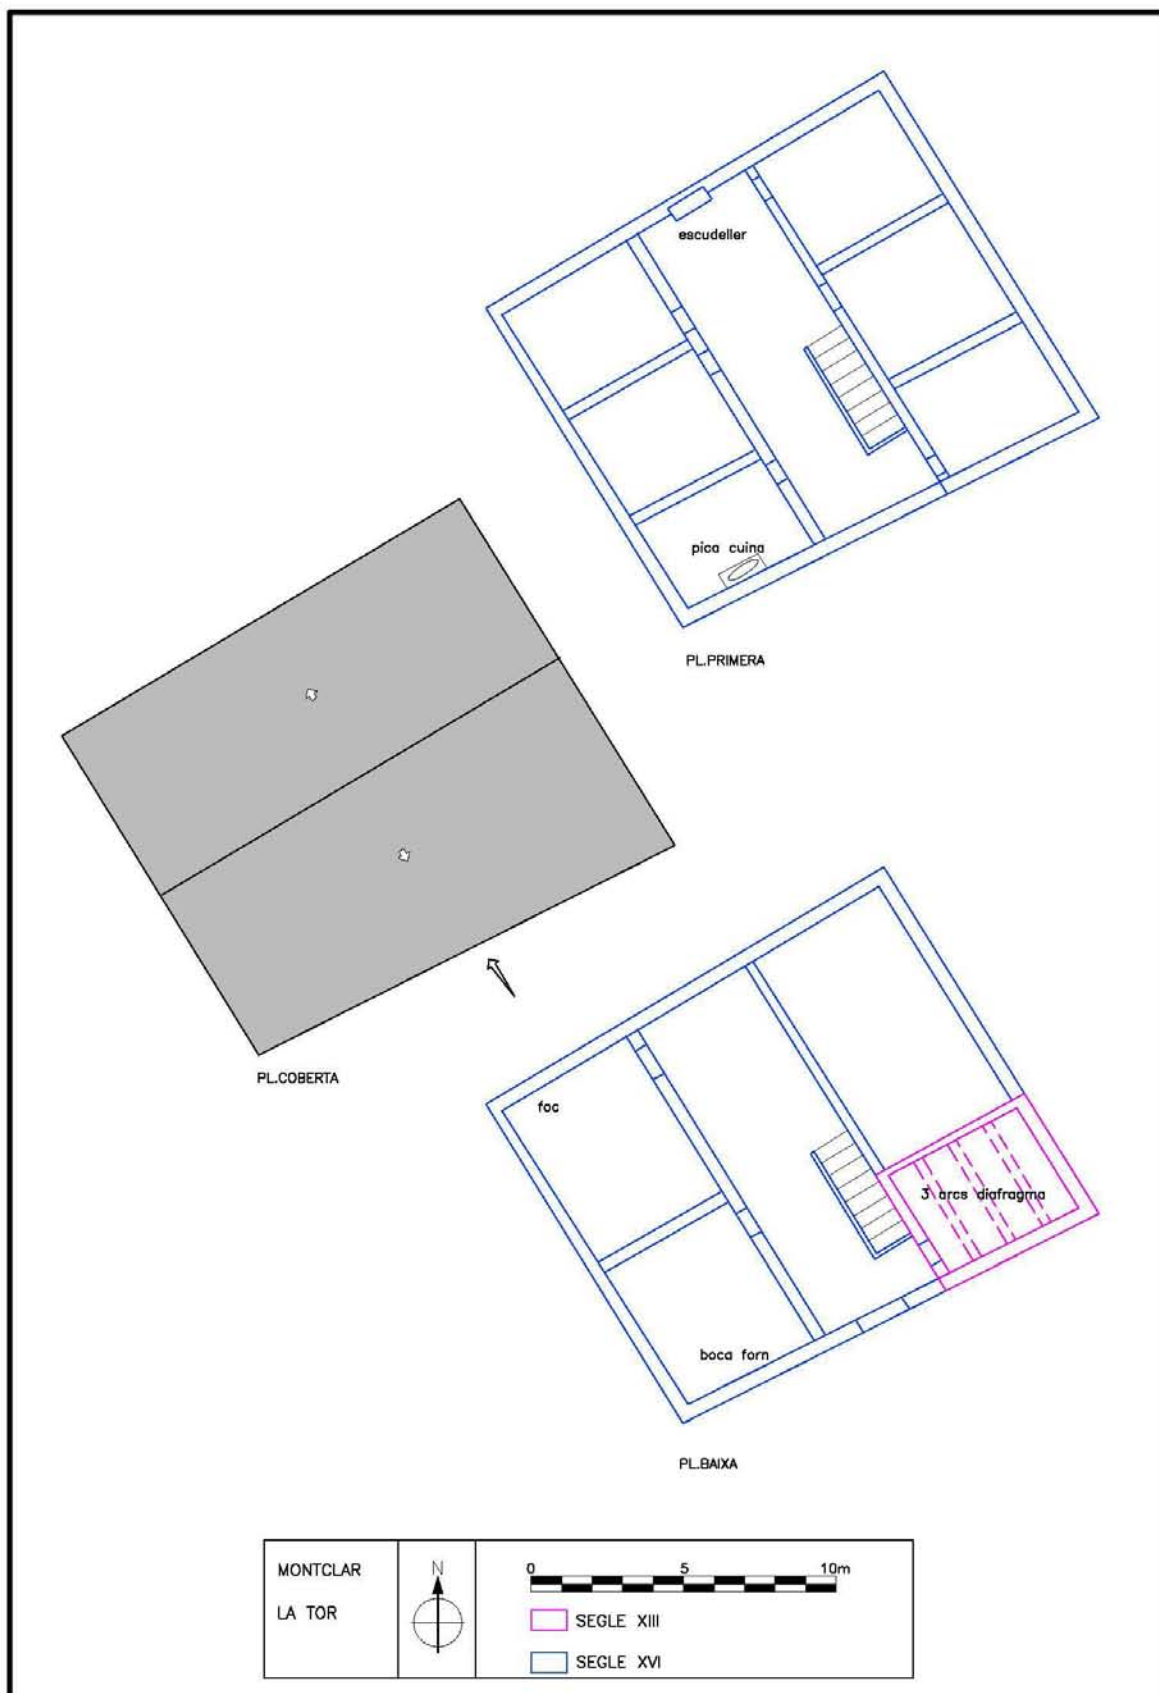 escudeller
pica cuina
PL.PRIMERA
PL.COBERTA
foc
3 arcs diafragma
boca forn
PL.BAIXA
MONTCLAR
LA TOR
N
0 5 10m
SEGLE XIII
SEGLE XVI